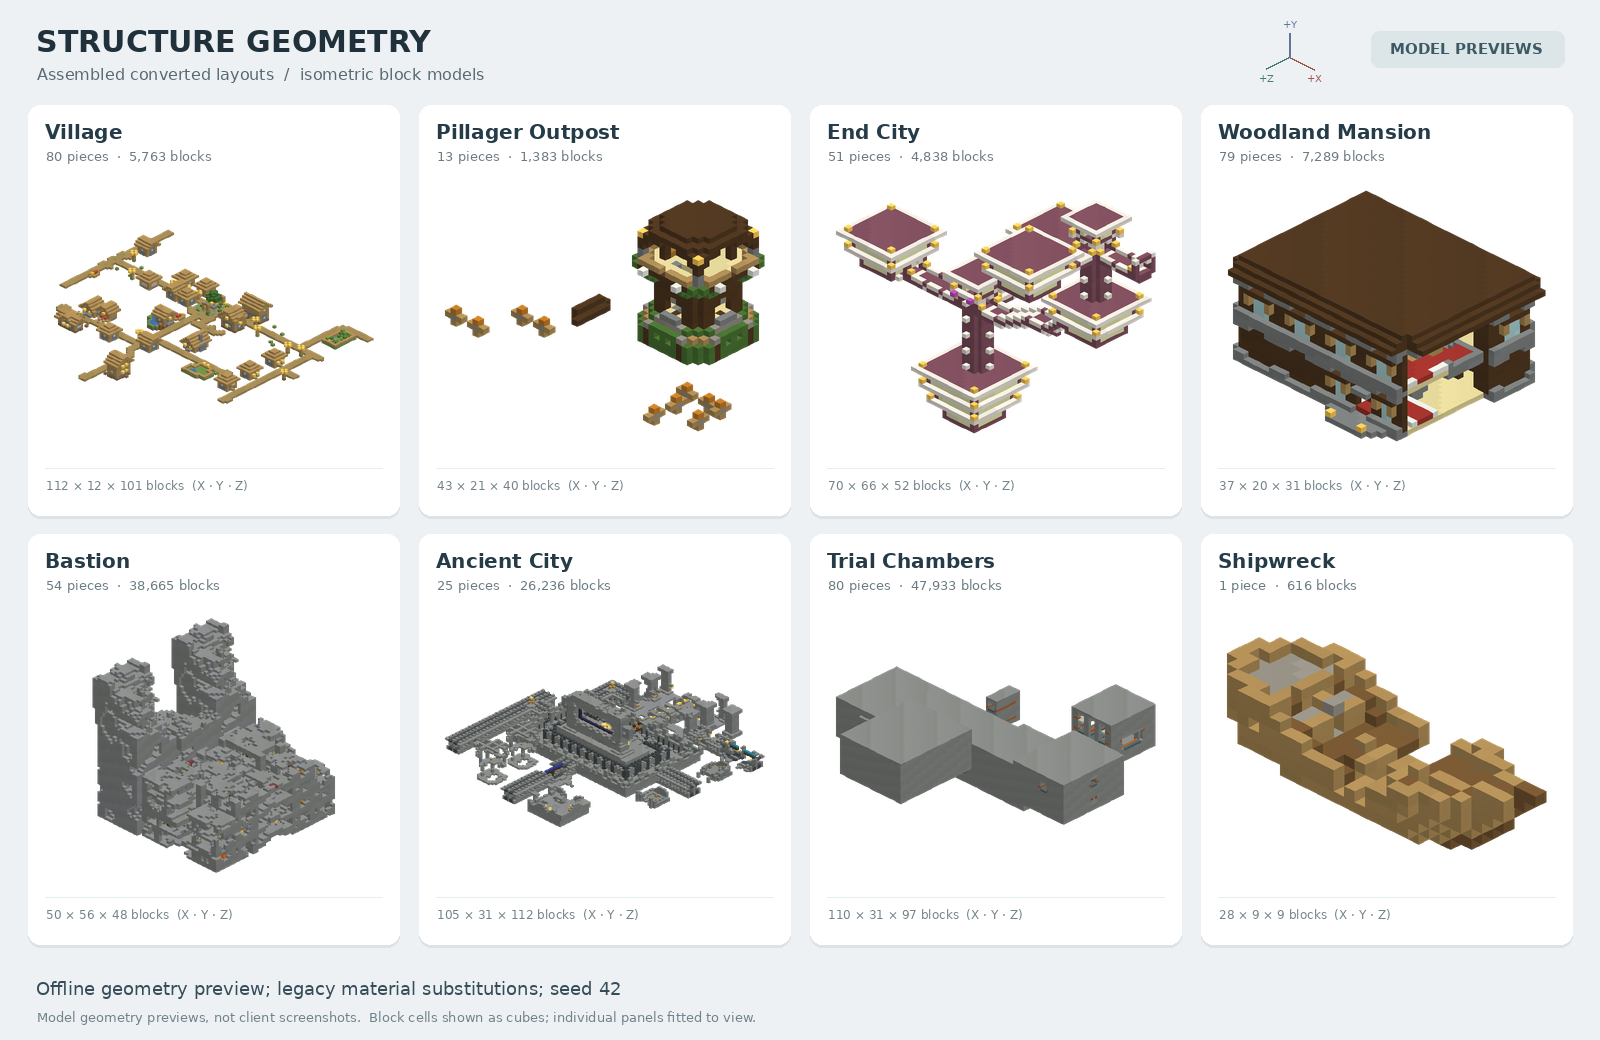 STRUCTURE GEOMETRY
Assembled converted layouts / isometric block models
+Y
+Z
+X
MODEL PREVIEWS
Village
80 pieces · 5,763 blocks
112 × 12 × 101 blocks (X · Y · Z)
Pillager Outpost
13 pieces · 1,383 blocks
43 × 21 × 40 blocks (X · Y · Z)
End City
51 pieces · 4,838 blocks
70 × 66 × 52 blocks (X · Y · Z)
Woodland Mansion
79 pieces · 7,289 blocks
37 × 20 × 31 blocks (X · Y · Z)
Bastion
54 pieces · 38,665 blocks
50 × 56 × 48 blocks (X · Y · Z)
Ancient City
25 pieces · 26,236 blocks
105 × 31 × 112 blocks (X · Y · Z)
Trial Chambers
80 pieces · 47,933 blocks
110 × 31 × 97 blocks (X · Y · Z)
Shipwreck
1 piece · 616 blocks
28 × 9 × 9 blocks (X · Y · Z)
Offline geometry preview; legacy material substitutions; seed 42
Model geometry previews, not client screenshots. Block cells shown as cubes; individual panels fitted to view.